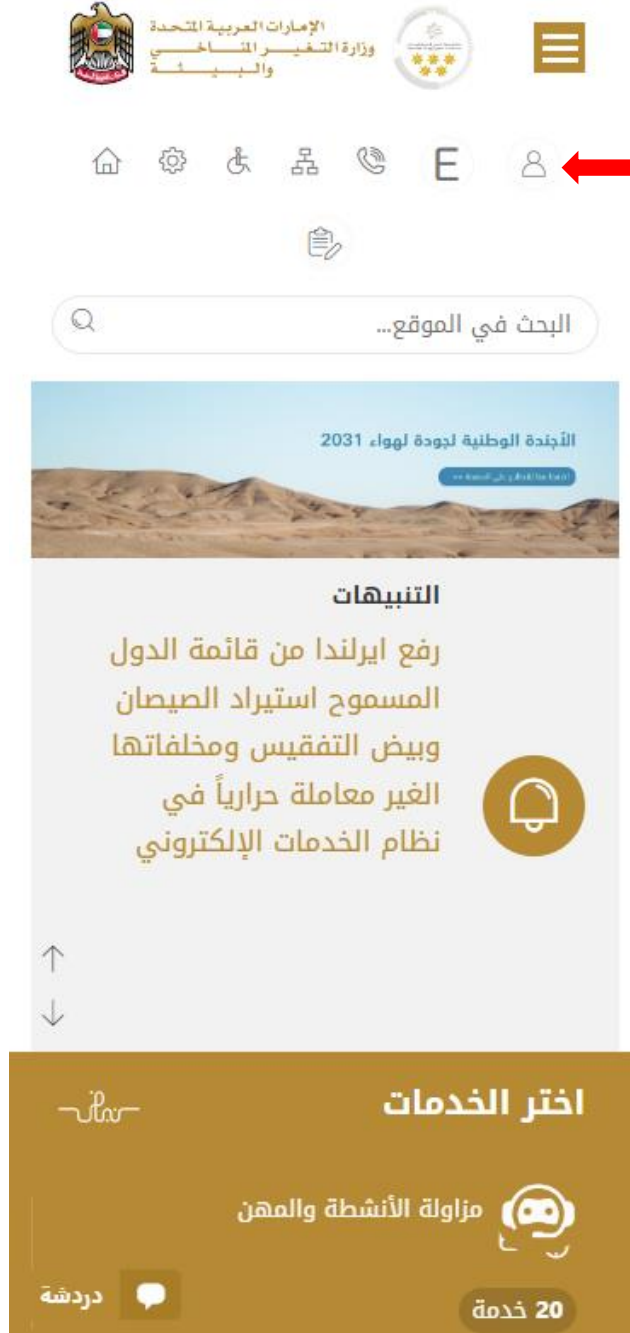 الإمارات العربية المتحدة
وزارة التغيير المناخي
والبيئة
E
البحث في الموقع...
الأجندة الوطنية لجودة لهواء 2031
التنبيهات
رفع ايرلندا من قائمة الدول
المسموح استيراد الصيصان
وبيض التفقيس ومخلفاتها
الغير معاملة حرارياً في
نظام الخدمات الإلكتروني
اختر الخدمات
مزاولة الأنشطة والمهن
20 خدمة
دردشة